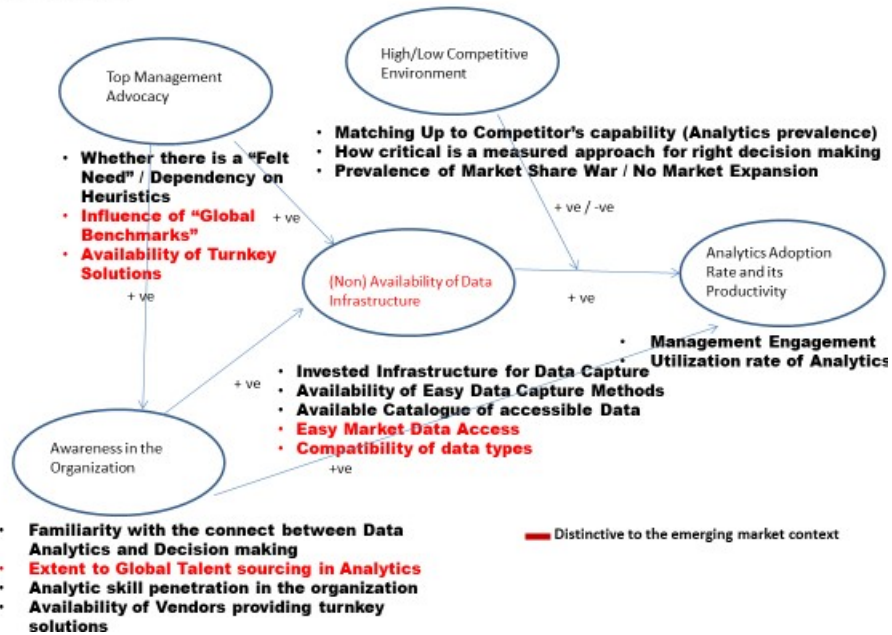 Top Management
Advocacy
High/Low Competitive
Environment
• Matching Up to Competitor's capability (Analytics prevalence)
• How critical is a measured approach for right decision making
• Prevalence of Market Share War / No Market Expansion
• Whether there is a "Felt
Need" / Dependency on
Heuristics
• Influence of "Global
Benchmarks"
• Availability of Turnkey
Solutions
+ ve
+ ve / -ve
+ ve
(Non) Availability of Data
Infrastructure
+ ve
Analytics Adoption
Rate and its
Productivity
• Management Engagement
• Utilization rate of Analytics
+ ve
• Invested Infrastructure for Data Capture
• Availability of Easy Data Capture Methods
• Available Catalogue of accessible Data
• Easy Market Data Access
• Compatibility of data types
+ve
Awareness in the
Organization
• Familiarity with the connect between Data
Analytics and Decision making
• Extent to Global Talent sourcing in Analytics
• Analytic skill penetration in the organization
• Availability of Vendors providing turnkey
solutions
Distinctive to the emerging market context